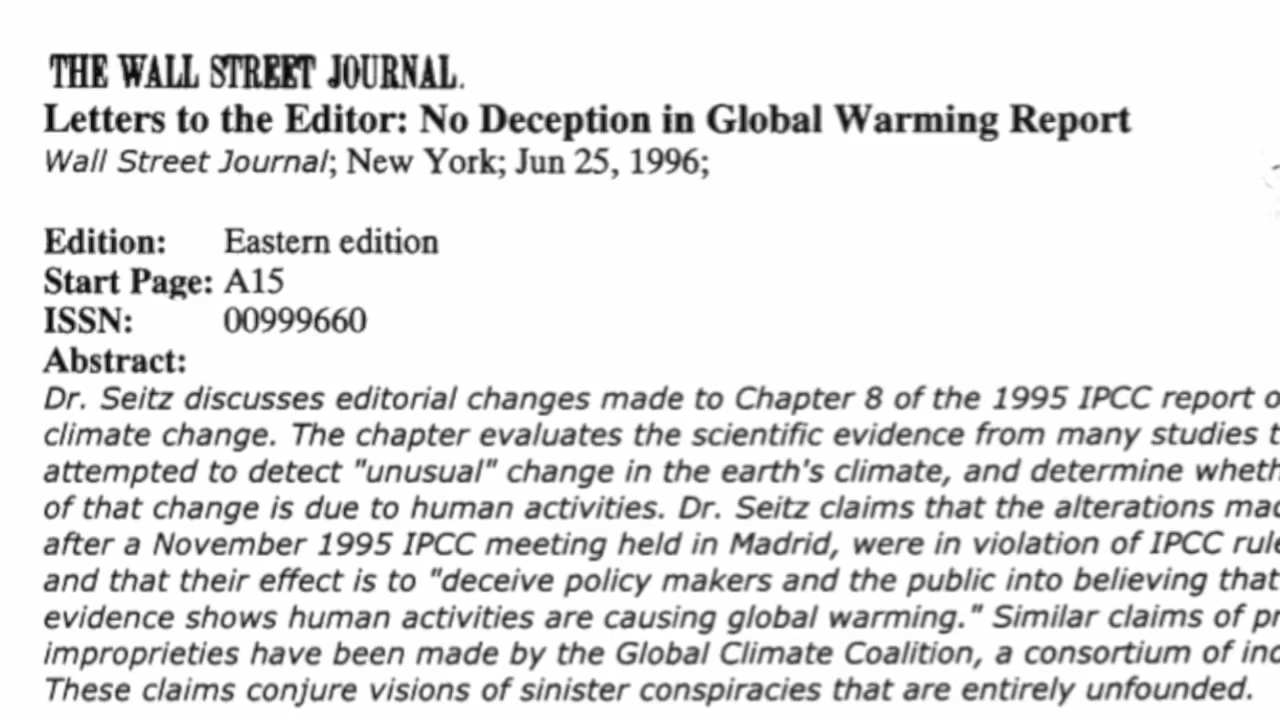 THE WALL STREET JOURNAL.
Letters to the Editor: No Deception in Global Warming Report
Wall Street Journal; New York; Jun 25, 1996;
Edition: Eastern edition
Start Page: A15
ISSN: 00999660
Abstract:
Dr. Seitz discusses editorial changes made to Chapter 8 of the 1995 IPCC report
climate change. The chapter evaluates the scientific evidence from many studies
attempted to detect "unusual" change in the earth's climate, and determine
of that change is due to human activities. Dr. Seitz claims that the alterations
after a November 1995 IPCC meeting held in Madrid, were in violation of IPCC
and that their effect is to "deceive policy makers and the public into believing that
evidence shows human activities are causing global warming." Similar claims of
improprieties have been made by the Global Climate Coalition, a consortium of
These claims conjure visions of sinister conspiracies that are entirely unfounded.